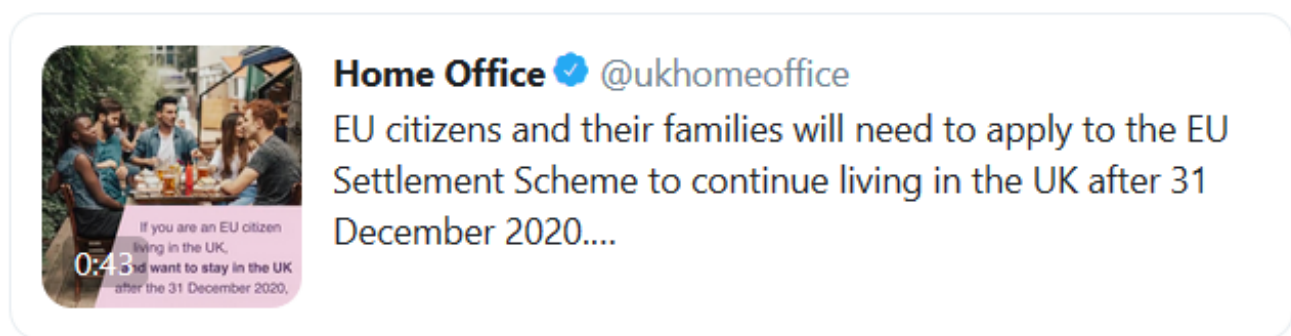 Home Office @ukhomeoffice
EU citizens and their families will need to apply to the EU
Settlement Scheme to continue living in the UK after 31
December 2020....
If you are an EU citizen
living in the UK,
and want to stay in the UK
after the 31 December 2020,
0:43